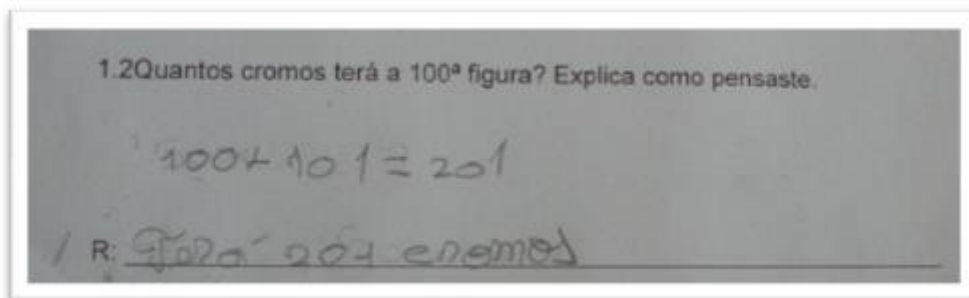 1.2Quantos cromos terá a 100ª figura? Explica como pensaste.
100+101=201
R: Terá 201 cromos